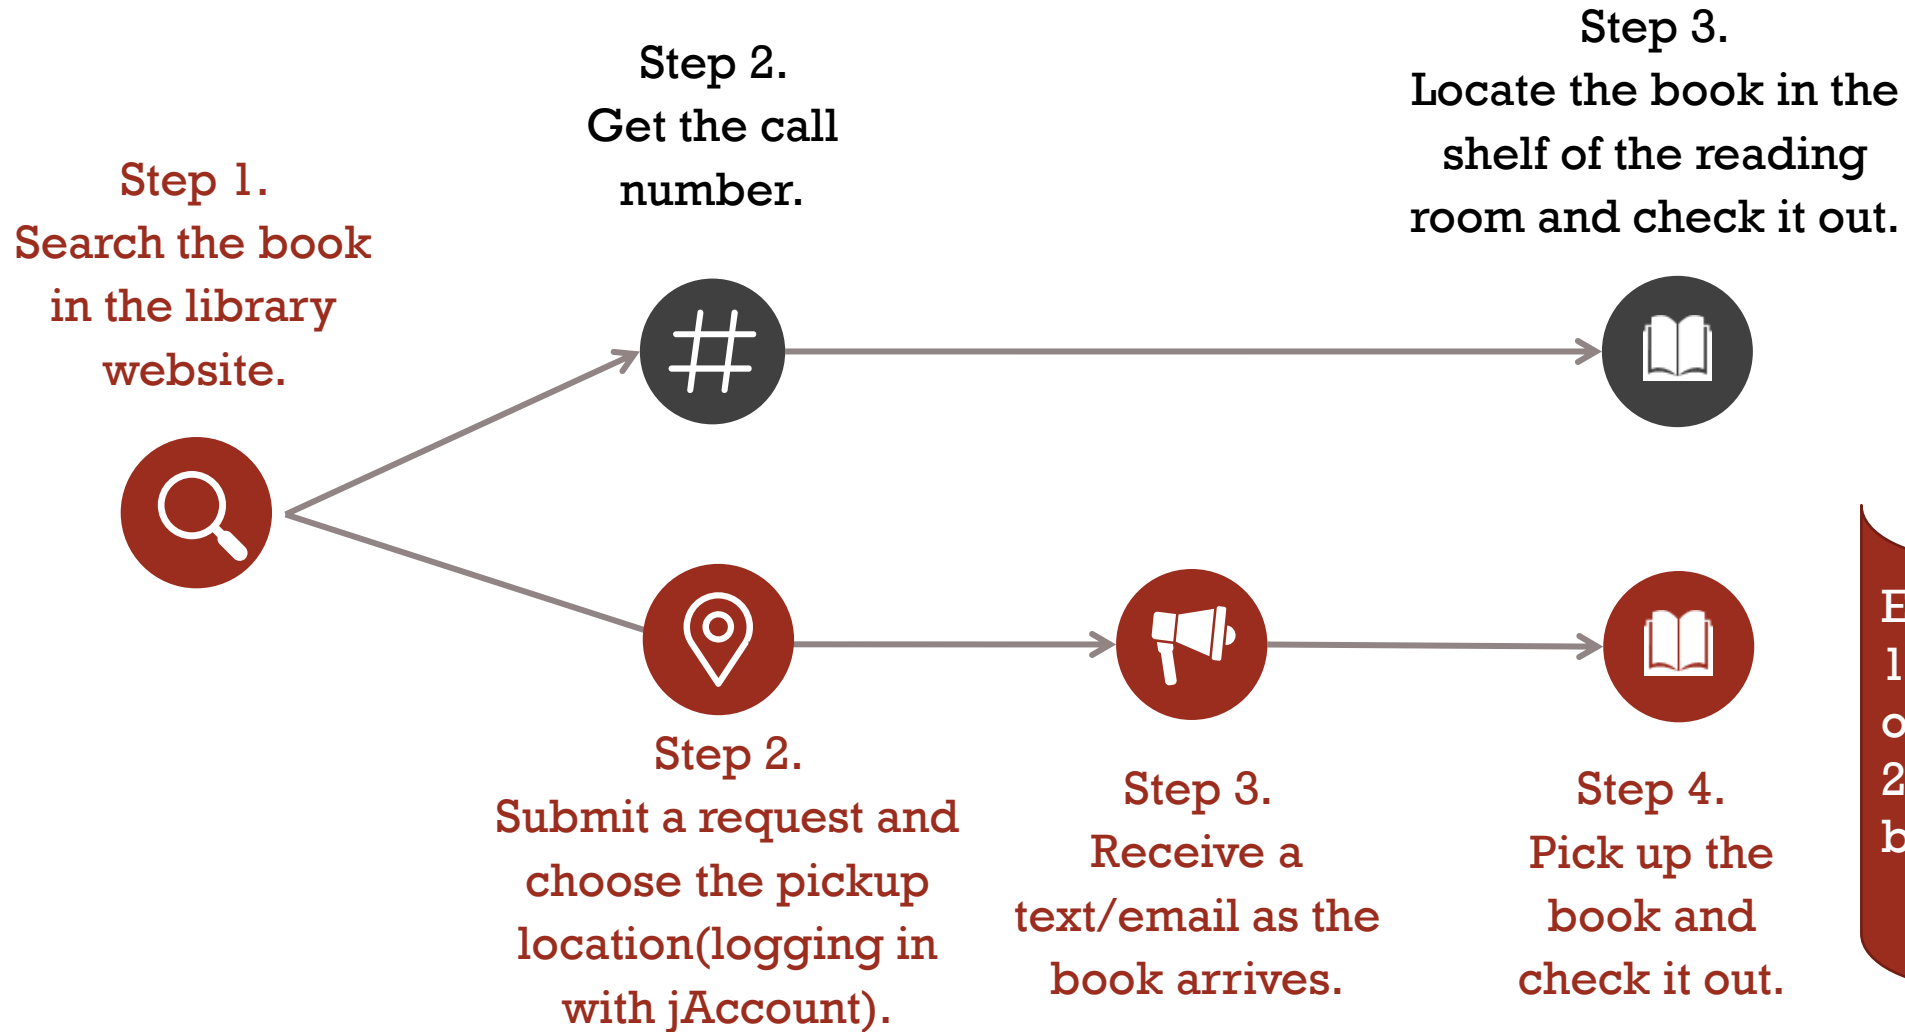 Step 1.
Search the book
in the library
website.
Step 2.
Get the call
number.
Step 3.
Locate the book in the
shelf of the reading
room and check it out.
Step 2.
Submit a request and
choose the pickup
location(logging in
with jAccount).
Step 3.
Receive a
text/email as the
book arrives.
Step 4.
Pick up the
book and
check it out.